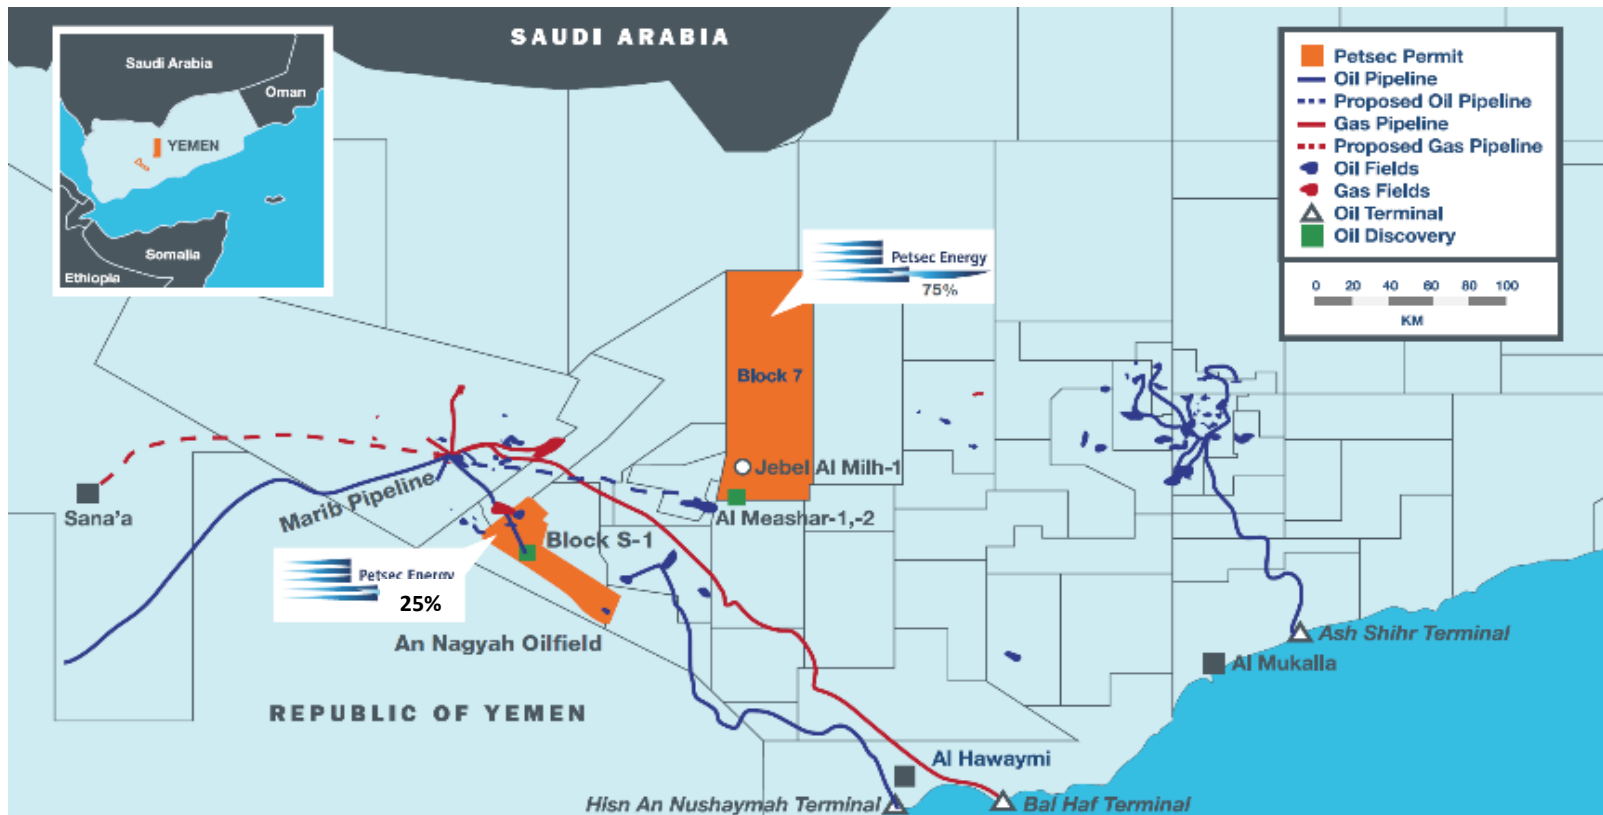 SAUDI ARABIA
Saudi Arabia
Oman
YEMEN
Somalia
Ethiopia
Petsec Permit
Oil Pipeline
Proposed Oil Pipeline
Gas Pipeline
Proposed Gas Pipeline
Oil Fields
Gas Fields
Oil Terminal
Oil Discovery
0 20 40 60 80 100
KM
Petsec Energy
75%
Block 7
Jebel Al Milh-1
Al Meashar-1,-2
Sana'a
Marib Pipeline
Block S-1
Petsec Energy
25%
An Nagyah Oilfield
REPUBLIC OF YEMEN
Ash Shihr Terminal
Al Mukalla
Al Hawaymi
Hisn An Nushaymah Terminal
Bal Haf Terminal